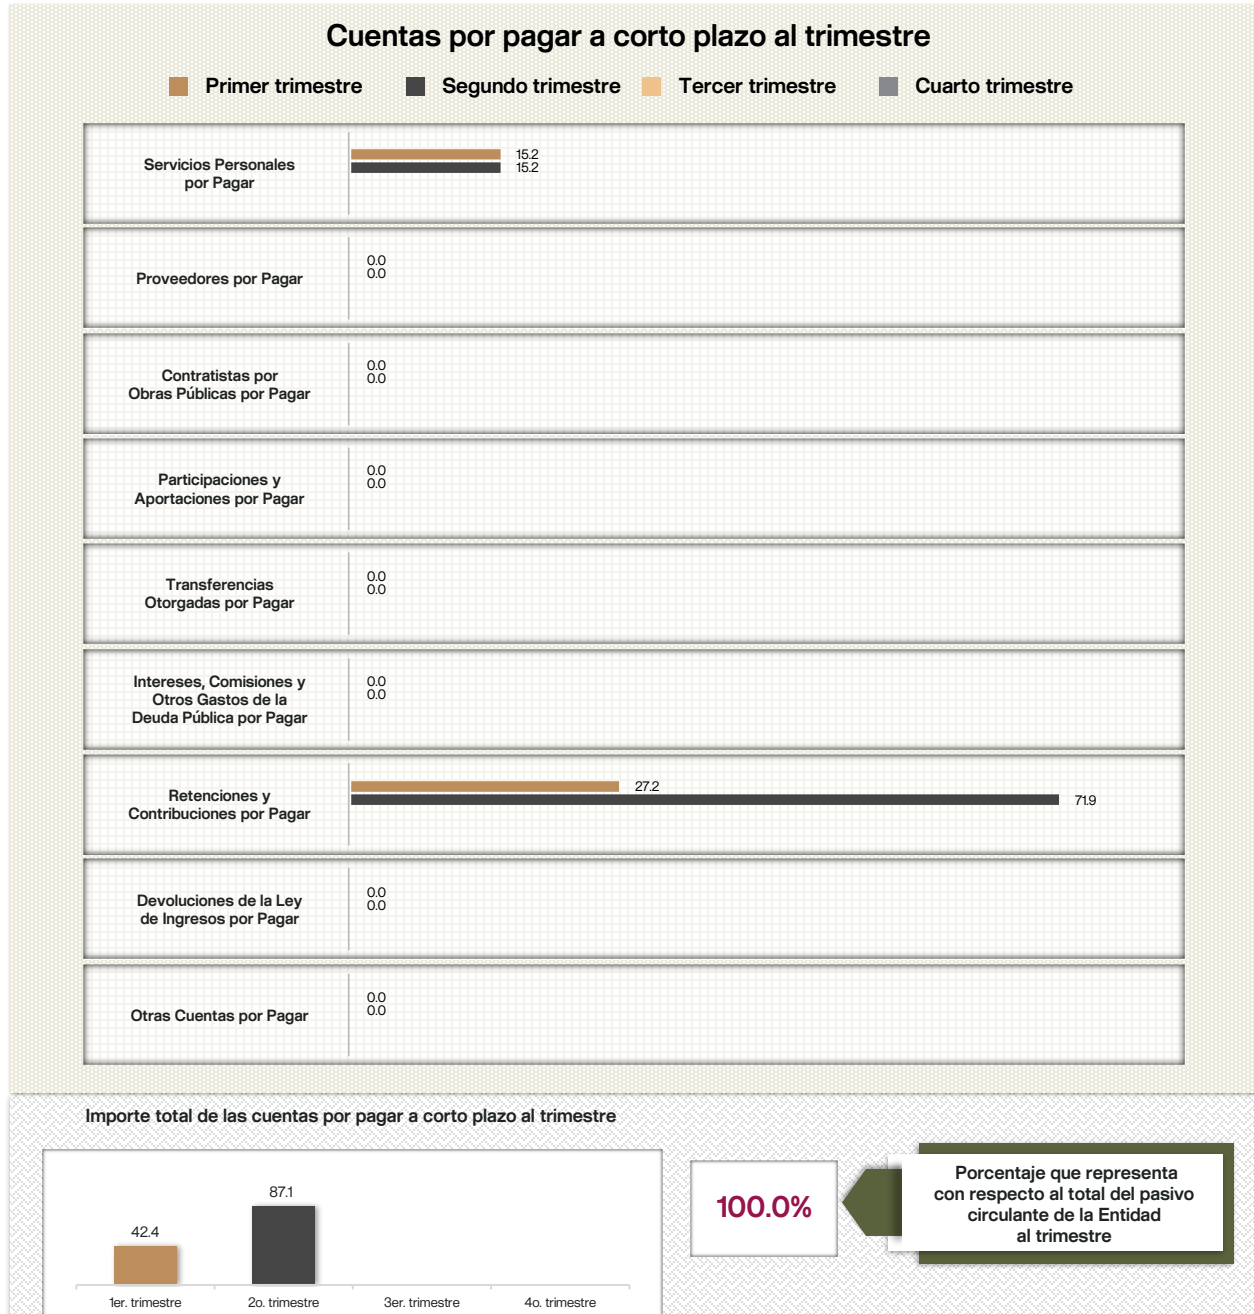 Cuentas por pagar a corto plazo al trimestre
Primer trimestre Segundo trimestre Tercer trimestre Cuarto trimestre
Servicios Personales
por Pagar
15.2
15.2
Proveedores por Pagar
0.0
0.0
Contratistas por
Obras Públicas por Pagar
0.0
0.0
Participaciones y
Aportaciones por Pagar
0.0
0.0
Transferencias
Otorgadas por Pagar
0.0
0.0
Intereses, Comisiones y
Otros Gastos de la
Deuda Pública por Pagar
0.0
0.0
Retenciones y
Contribuciones por Pagar
27.2
71.9
Devoluciones de la Ley
de Ingresos por Pagar
0.0
0.0
Otras Cuentas por Pagar
0.0
0.0
Importe total de las cuentas por pagar a corto plazo al trimestre
42.4
87.1
1er. trimestre 2o. trimestre 3er. trimestre 4o. trimestre
100.0%
Porcentaje que representa
con respecto al total del pasivo
circulante de la Entidad
al trimestre